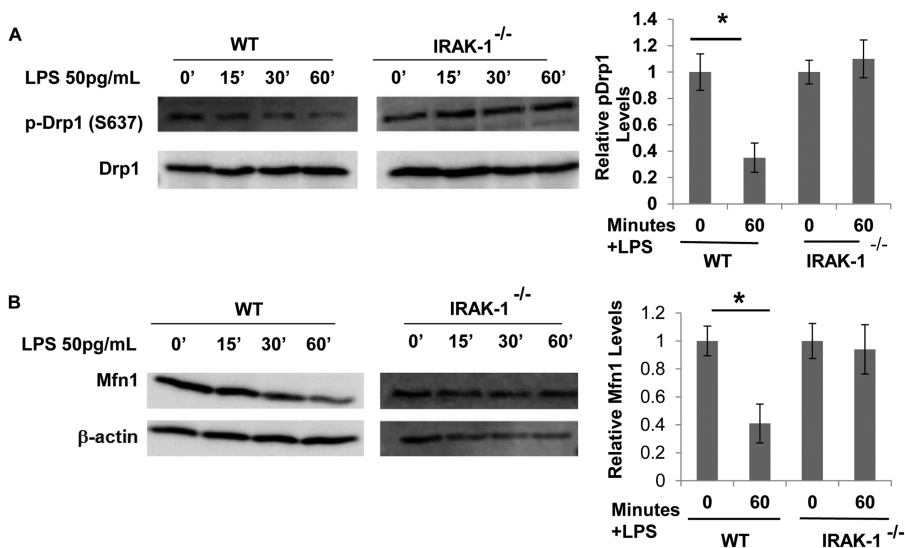 A
WT
IRAK-1 -/-
LPS 50pg/mL
0’ 15’ 30’ 60’
0’ 15’ 30’ 60’
p-Drp1 (S637)
Drp1
Relative pDrp1
Levels
1.4
1.2
1
0.8
0.6
0.4
0.2
0
*
Minutes
+LPS
0 60 0 60
WT
IRAK-1 -/-
B
WT
IRAK-1 -/-
LPS 50pg/mL
0’ 15’ 30’ 60’
0’ 15’ 30’ 60’
Mfn1
β-actin
Relative Mfn1 Levels
1.2
1
0.8
0.6
0.4
0.2
0
*
Minutes
+LPS
0 60 0 60
WT
IRAK-1 -/-